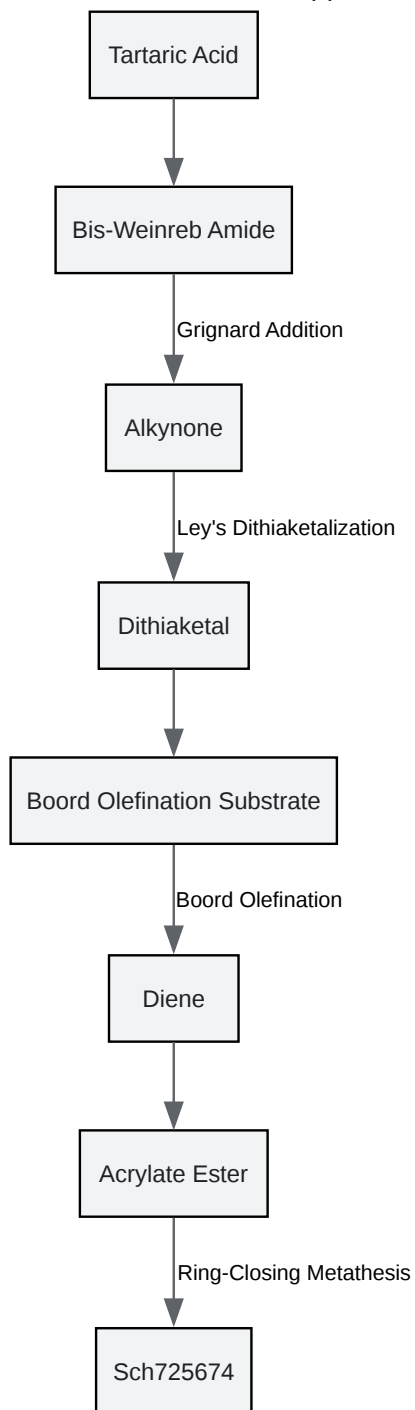 Tartaric Acid
Bis-Weinreb Amide
Grignard Addition
Alkynone
Ley's Dithiaketalization
Dithiaketal
Boord Olefination Substrate
Boord Olefination
Diene
Acrylate Ester
Ring-Closing Metathesis
Sch725674